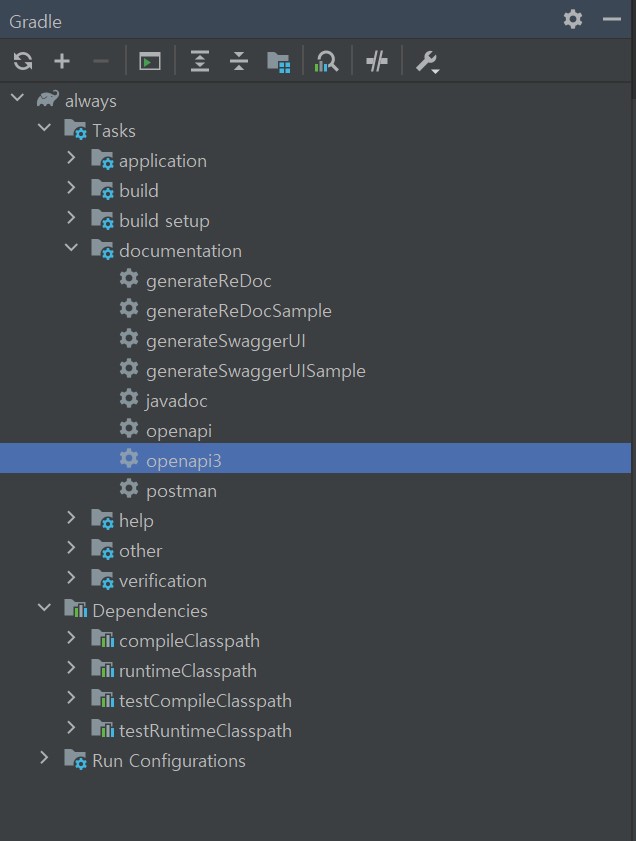 Gradle
always
Tasks
application
build
build setup
documentation
generateReDoc
generateReDocSample
generateSwaggerUI
generateSwaggerUISample
javadoc
openapi
openapi3
postman
help
other
verification
Dependencies
compileClasspath
runtimeClasspath
testCompileClasspath
testRuntimeClasspath
Run Configurations